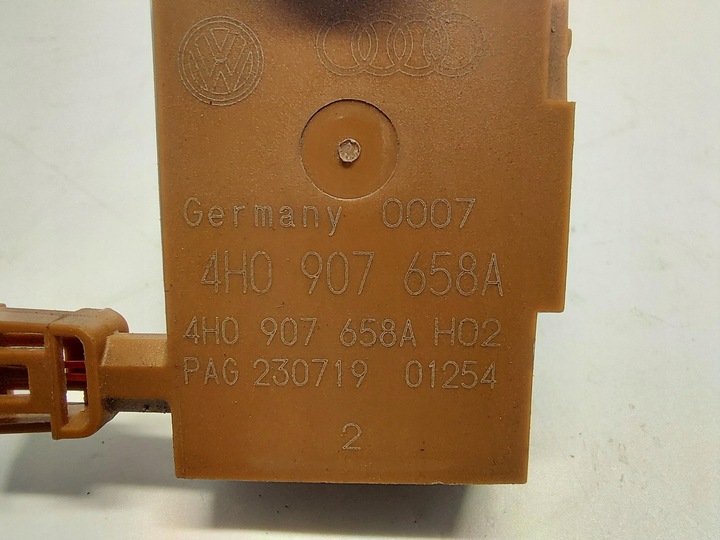 Germany 0007
4H0 907 658A
4H0 907 658A H02
PAG 230719 01254
2